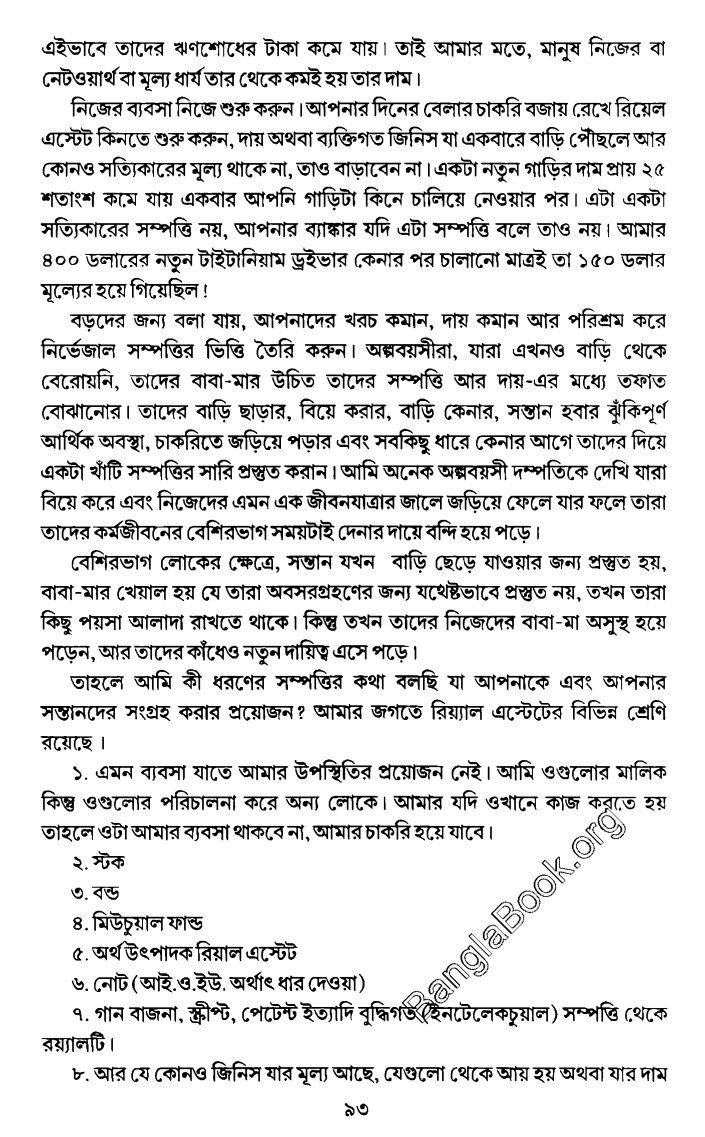 এইভাবে তাদের ঋণশোধের টাকা কমে যায়। তাই আমার মতে, মানুষ নিজের বা
নেটওয়ার্থ বা মূল্য ধার্য তার থেকে কমই হয় তার দাম।
নিজের ব্যবসা নিজে শুরু করুন। আপনার দিনের বেলার চাকরি বজায় রেখে রিয়েল
এস্টেট কিনতে শুরু করুন, দায় অথবা ব্যক্তিগত জিনিস যা একবারে বাড়ি পৌঁছলে আর
কোনও সত্যিকারের মূল্য থাকে না, তাও বাড়াবেন না। একটা নতুন গাড়ির দাম প্রায় ২৫
শতাংশ কমে যায় একবার আপনি গাড়িটা কিনে চালিয়ে নেওয়ার পর। এটা একটা
সত্যিকারের সম্পত্তি নয়, আপনার ব্যাঙ্কার যদি এটা সম্পত্তি বলে তাও নয়। আমার
৪০০ ডলারের নতুন টাইটানিয়াম ড্রইভার কেনার পর চালানো মাত্রই তা ১৫০ ডলার
মূল্যের হয়ে গিয়েছিল!
বড়দের জন্য বলা যায়, আপনাদের খরচ কমান, দায় কমান আর পরিশ্রম করে
নির্ভেজাল সম্পত্তির ভিত্তি তৈরি করুন। অল্পবয়সীরা, যারা এখনও বাড়ি থেকে
বেরোয়নি, তাদের বাবা-মার উচিত তাদের সম্পত্তি আর দায়-এর মধ্যে তফাত
বোঝানোর। তাদের বাড়ি ছাড়ার, বিয়ে করার, বাড়ি কেনার, সন্তান হবার ঝুঁকিপূর্ণ
আর্থিক অবস্থা, চাকরিতে জড়িয়ে পড়ার এবং সবকিছু ধারে কেনার আগে তাদের দিয়ে
একটা খাঁটি সম্পত্তির সারি প্রস্তুত করান। আমি অনেক অল্পবয়সী দম্পতিকে দেখি যারা
বিয়ে করে এবং নিজেদের এমন এক জীবনযাত্রার জালে জড়িয়ে ফেলে যার ফলে তারা
তাদের কর্মজীবনের বেশিরভাগ সময়টাই দেনার দায়ে বন্দি হয়ে পড়ে।
বেশিরভাগ লোকের ক্ষেত্রে, সন্তান যখন বাড়ি ছেড়ে যাওয়ার জন্য প্রস্তুত হয়,
বাবা-মার খেয়াল হয় যে তারা অবসরগ্রহণের জন্য যথেষ্টভাবে প্রস্তুত নয়, তখন তারা
কিছু পয়সা আলাদা রাখতে থাকে। কিন্তু তখন তাদের নিজেদের বাবা-মা অসুস্থ হয়ে
পড়েন, আর তাদের কাঁধেও নতুন দায়িত্ব এসে পড়ে।
তাহলে আমি কী ধরণের সম্পত্তির কথা বলছি যা আপনাকে এবং আপনার
সন্তানদের সংগ্রহ করার প্রয়োজন? আমার জগতে রিয়্যাল এস্টেটের বিভিন্ন শ্রেণি
রয়েছে।
১. এমন ব্যবসা যাতে আমার উপস্থিতির প্রয়োজন নেই। আমি ওগুলোর মালিক
কিন্তু ওগুলোর পরিচালনা করে অন্য লোকে। আমার যদি ওখানে কাজ করতে হয়
তাহলে ওটা আমার ব্যবসা থাকবে না, আমার চাকরি হয়ে যাবে।
২. স্টক
৩. বন্ড
৪. মিউচুয়াল ফান্ড
৫. অর্থ উৎপাদক রিয়াল এস্টেট
৬. নোট (আই.ও.ইউ. অর্থাৎ ধার দেওয়া)
৭. গান বাজনা, স্ক্রীপ্ট, পেটেন্ট ইত্যাদি বুদ্ধিগত (ইনটেলেকচুয়াল) সম্পত্তি থেকে
রয়্যালটি।
৮. আর যে কোনও জিনিস যার মূল্য আছে, যেগুলো থেকে আয় হয় অথবা যার দাম
৯৩
BanglaBook.org